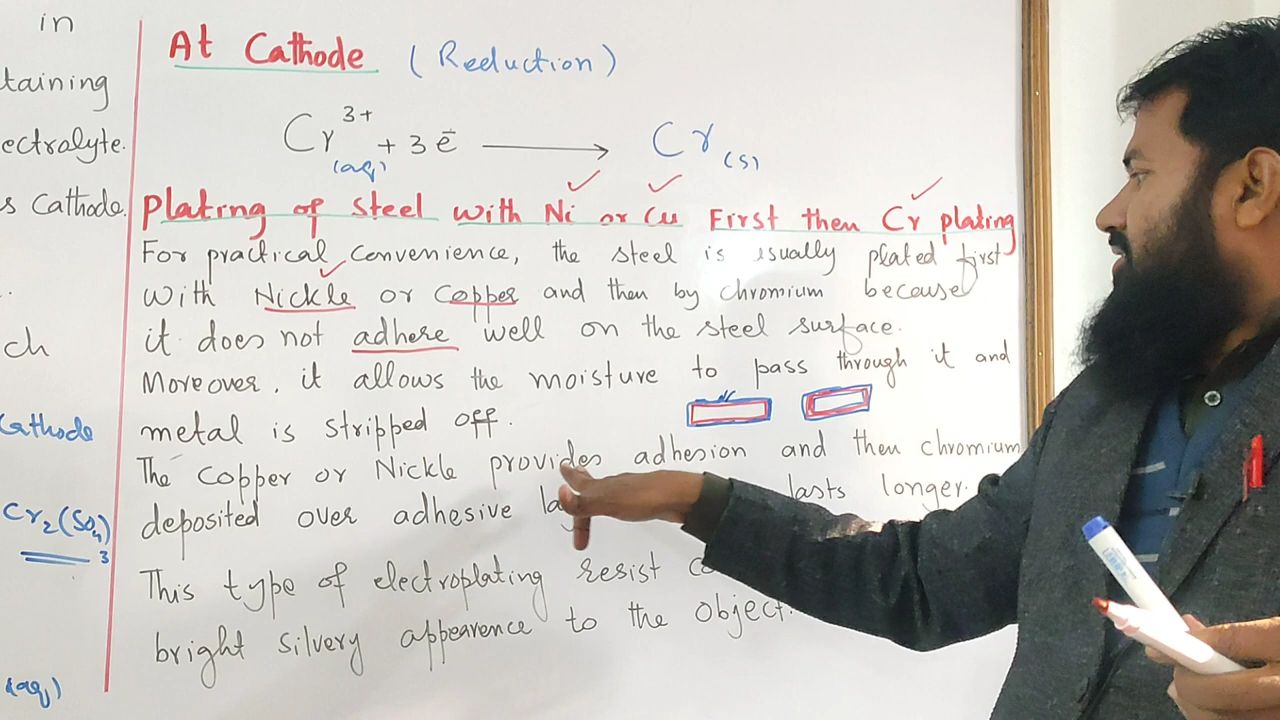 in
taining
ectralyte.
s Cathode.
ch
Cathode
Cr2(SO4)3
(aq)
At Cathode (Reduction)
Cr3+(aq) + 3ē ⟶ Cr(s)
Plating of Steel with Ni or Cu First then Cr plating
For practical convenience, the steel is usually plated first
with Nickle or Copper and then by chromium because
it does not adhere well on the steel surface.
Moreover, it allows the moisture to pass through it and
metal is stripped off.
The Copper or Nickle provides adhesion and then chromium
deposited over adhesive lasts longer.
This type of electroplating resist
bright silvery appearence to the object.